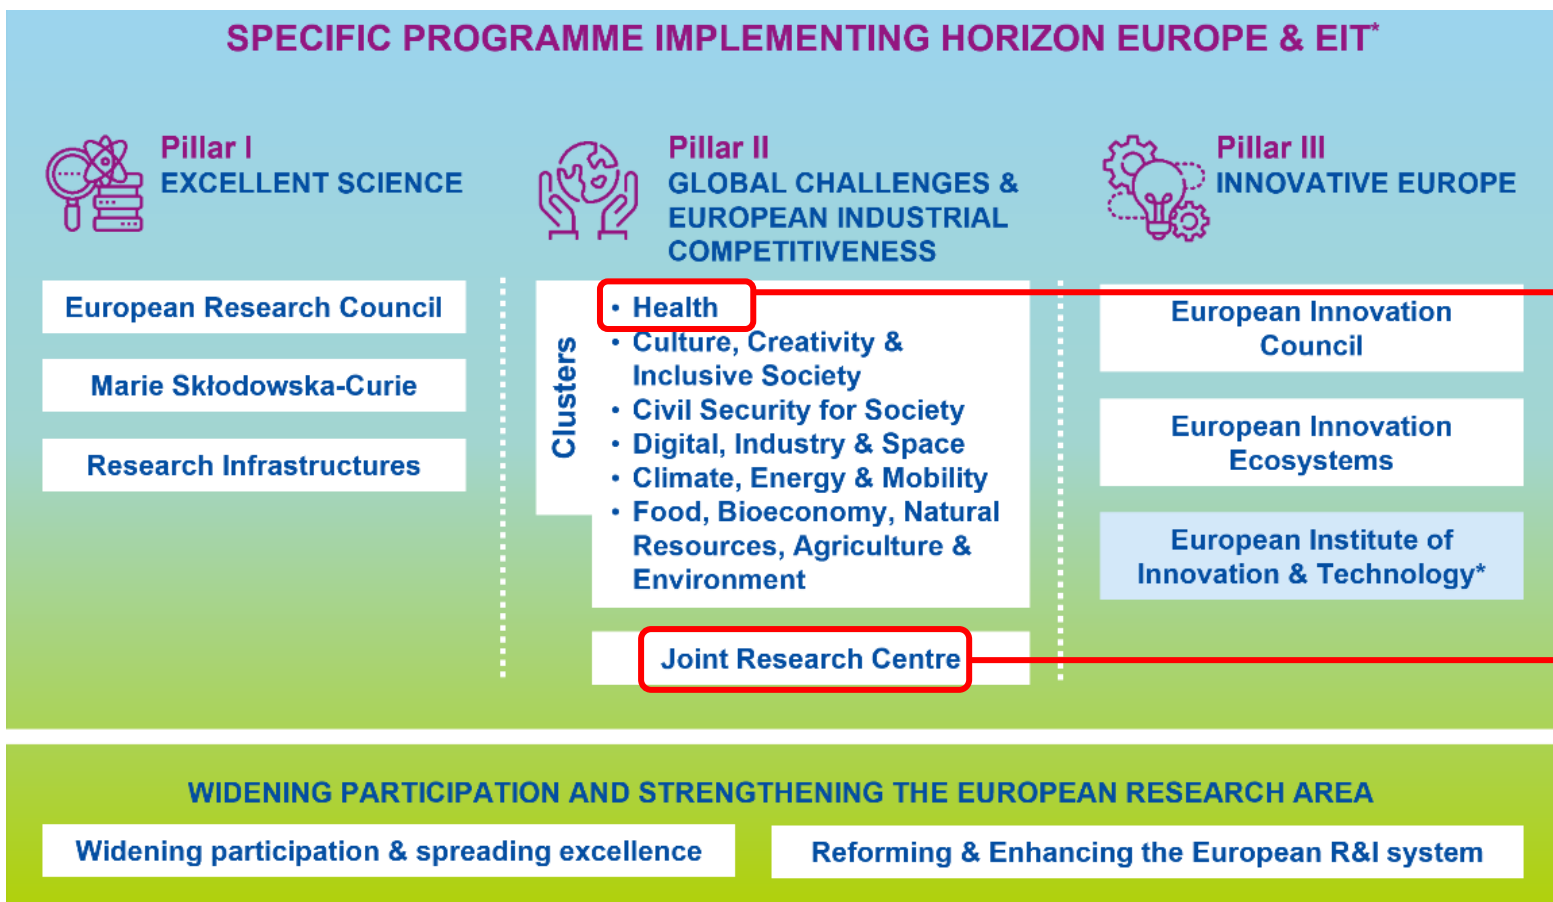 SPECIFIC PROGRAMME IMPLEMENTING HORIZON EUROPE & EIT*
Pillar I
EXCELLENT SCIENCE
European Research Council
Marie Skłodowska-Curie
Research Infrastructures
Pillar II
GLOBAL CHALLENGES &
EUROPEAN INDUSTRIAL
COMPETITIVENESS
Clusters
• Health
• Culture, Creativity &
Inclusive Society
• Civil Security for Society
• Digital, Industry & Space
• Climate, Energy & Mobility
• Food, Bioeconomy, Natural
Resources, Agriculture &
Environment
Joint Research Centre
Pillar III
INNOVATIVE EUROPE
European Innovation
Council
European Innovation
Ecosystems
European Institute of
Innovation & Technology*
WIDENING PARTICIPATION AND STRENGTHENING THE EUROPEAN RESEARCH AREA
Widening participation & spreading excellence
Reforming & Enhancing the European R&I system